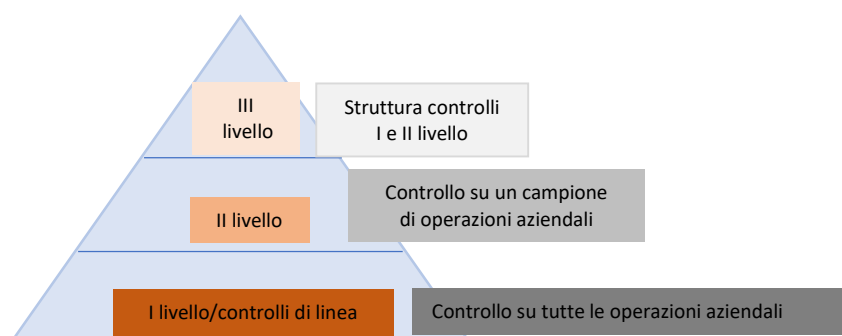 III
livello
Struttura controlli
I e II livello
II livello
Controllo su un campione
di operazioni aziendali
I livello/controlli di linea
Controllo su tutte le operazioni aziendali